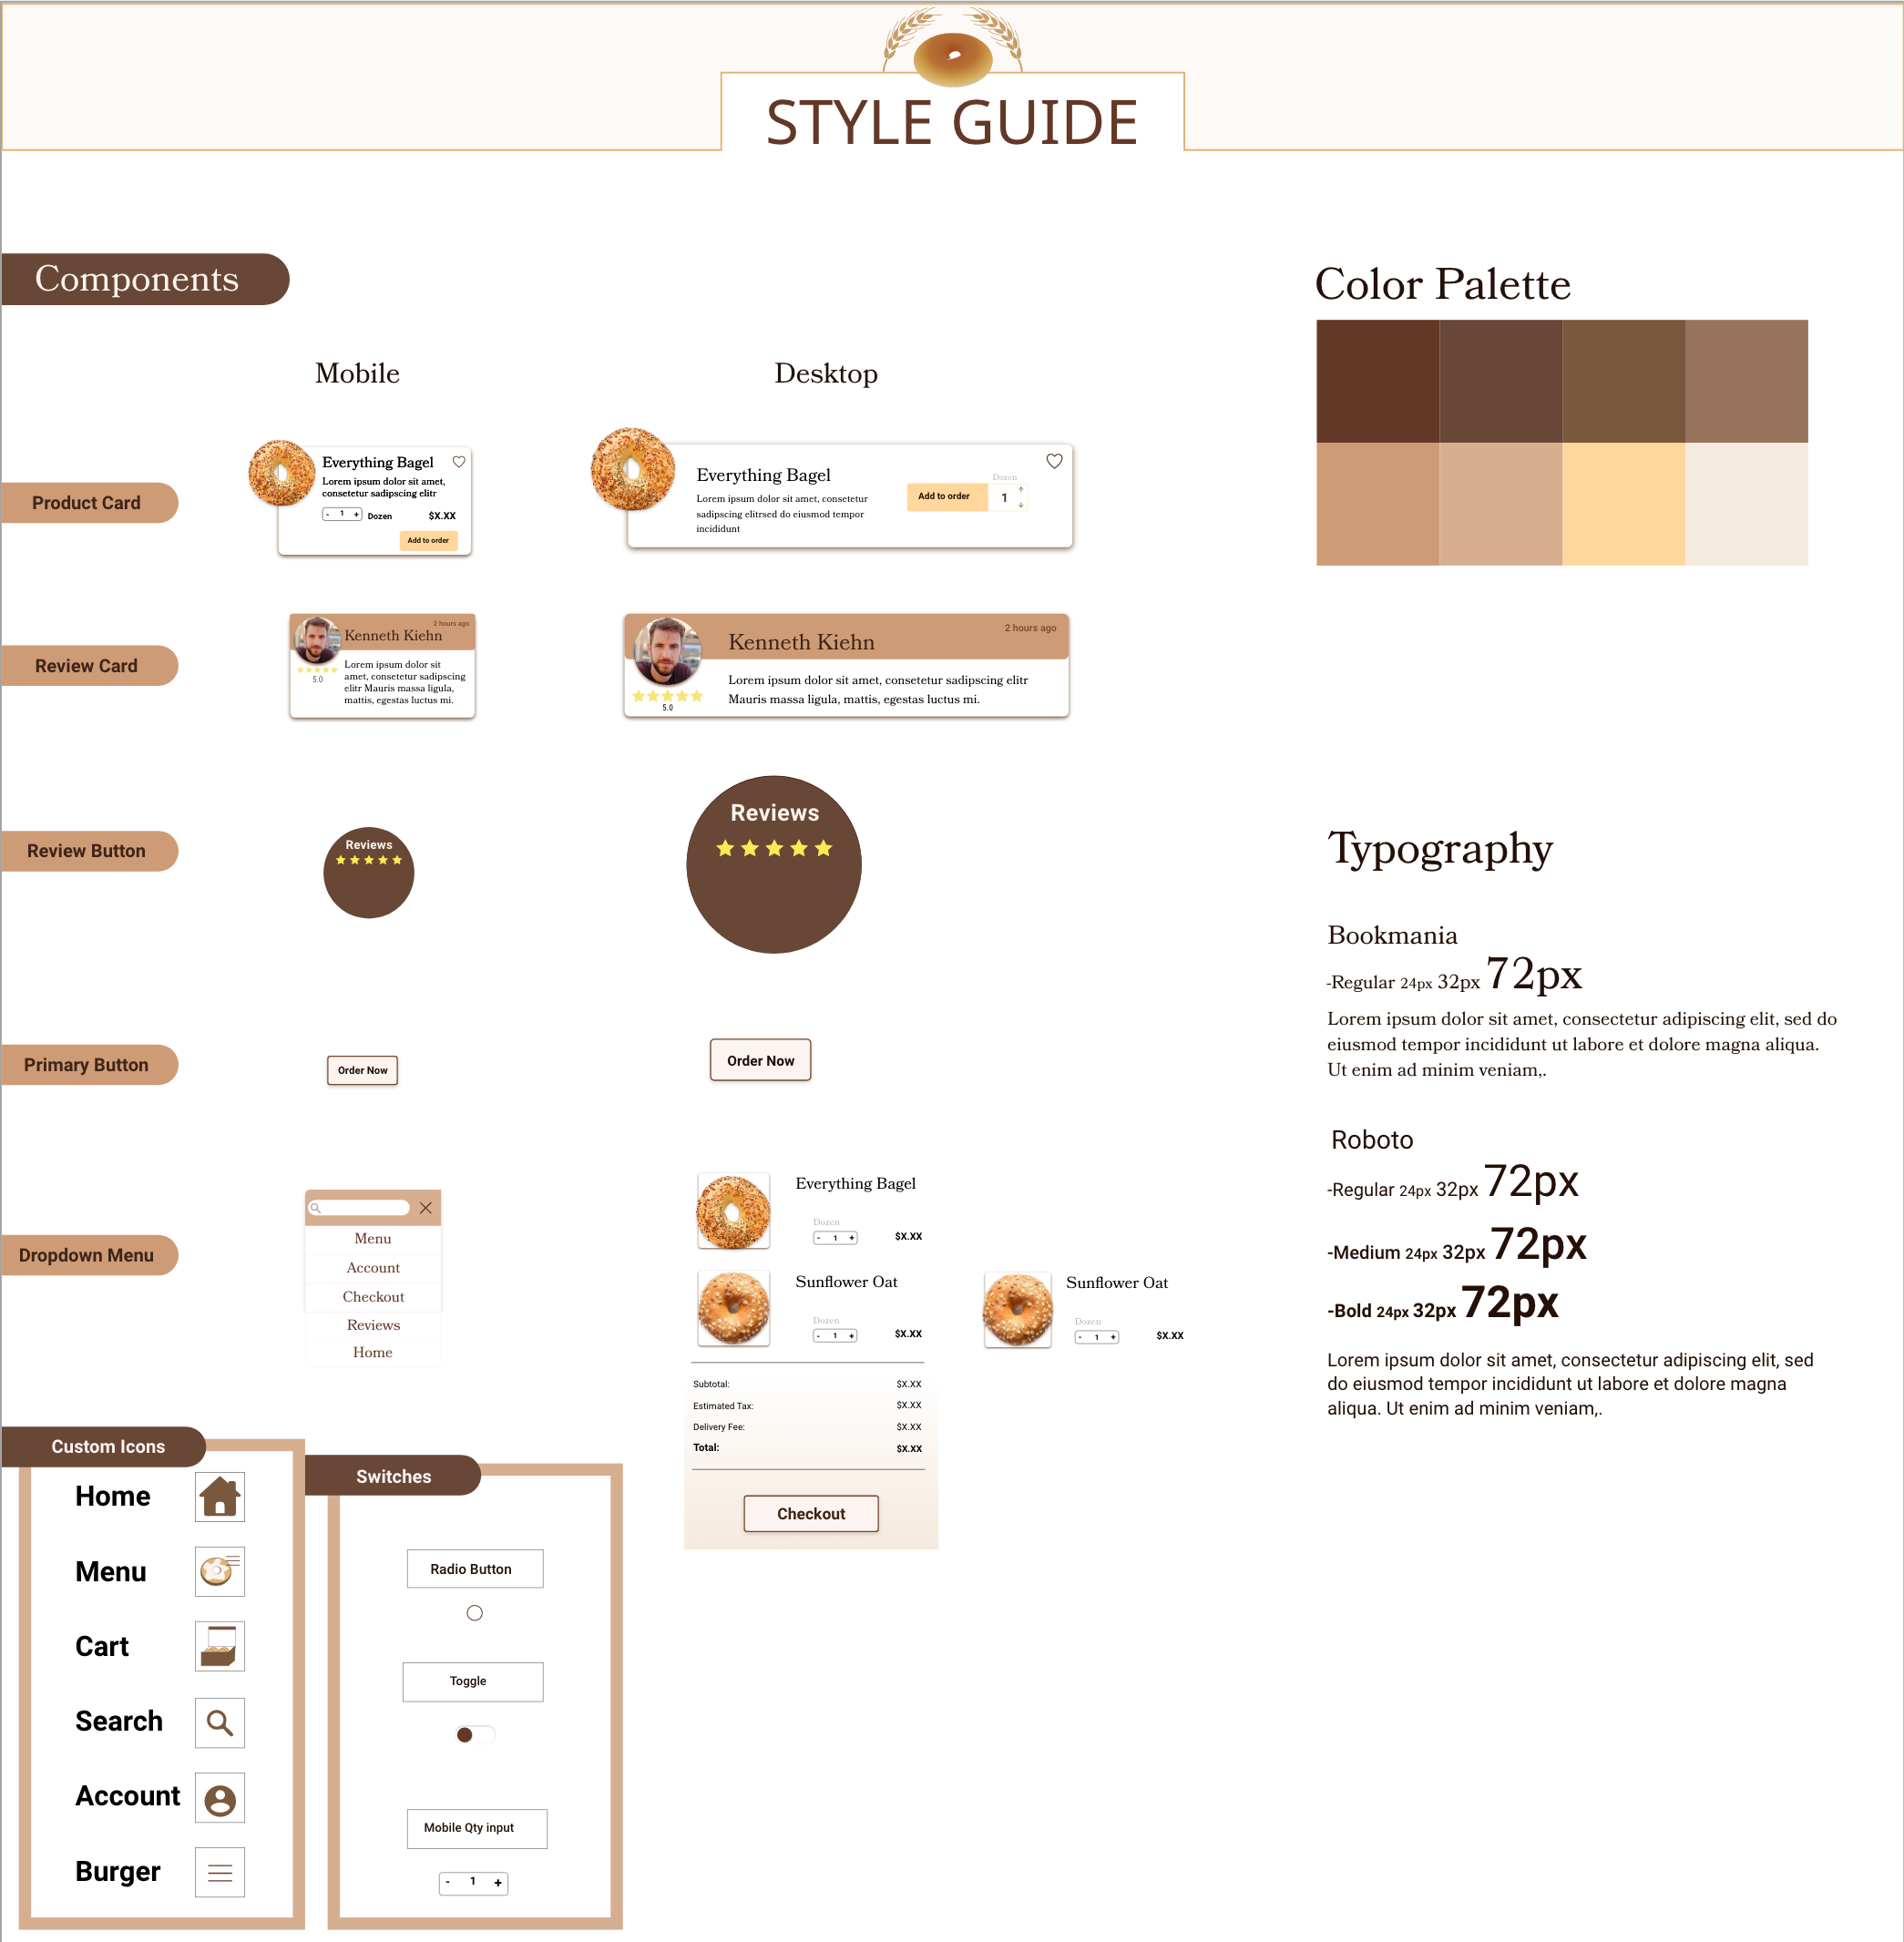 STYLE GUIDE
Components
Mobile
Desktop
Product Card
Everything Bagel
Lorem ipsum dolor sit amet,
consetetur sadipscing elitr
- 1 + Dozen $X.XX
Add to order
Everything Bagel
Lorem ipsum dolor sit amet, consetetur
sadipscing elitrsed do eiusmod tempor
incididunt
Dozen
Add to order 1
Review Card
2 hours ago
Kenneth Kiehn
Lorem ipsum dolor sit
amet, consetetur sadipscing
elitr Mauris massa ligula,
mattis, egestas luctus mi.
5.0
2 hours ago
Kenneth Kiehn
Lorem ipsum dolor sit amet, consetetur sadipscing elitr
Mauris massa ligula, mattis, egestas luctus mi.
5.0
Review Button
Reviews
Reviews
Primary Button
Order Now
Order Now
Dropdown Menu
Menu
Account
Checkout
Reviews
Home
Everything Bagel
Dozen
- 1 + $X.XX
Sunflower Oat
Dozen
- 1 + $X.XX
Subtotal: $X.XX
Estimated Tax: $X.XX
Delivery Fee: $X.XX
Total: $X.XX
Checkout
Sunflower Oat
Dozen
- 1 + $X.XX
Custom Icons
Home
Menu
Cart
Search
Account
Burger
Switches
Radio Button
Toggle
Mobile Qty input
- 1 +
Color Palette
Typography
Bookmania
-Regular 24px 32px 72px
Lorem ipsum dolor sit amet, consectetur adipiscing elit, sed do
eiusmod tempor incididunt ut labore et dolore magna aliqua.
Ut enim ad minim veniam,.
Roboto
-Regular 24px 32px 72px
-Medium 24px 32px 72px
-Bold 24px 32px 72px
Lorem ipsum dolor sit amet, consectetur adipiscing elit, sed
do eiusmod tempor incididunt ut labore et dolore magna
aliqua. Ut enim ad minim veniam,.